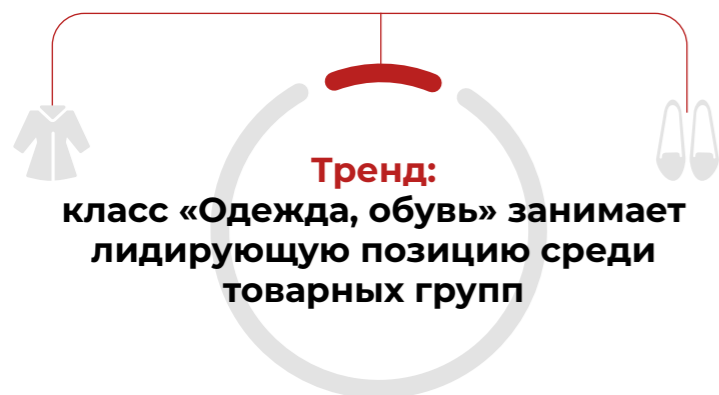 Тренд:
класс «Одежда, обувь» занимает
лидирующую позицию среди
товарных групп